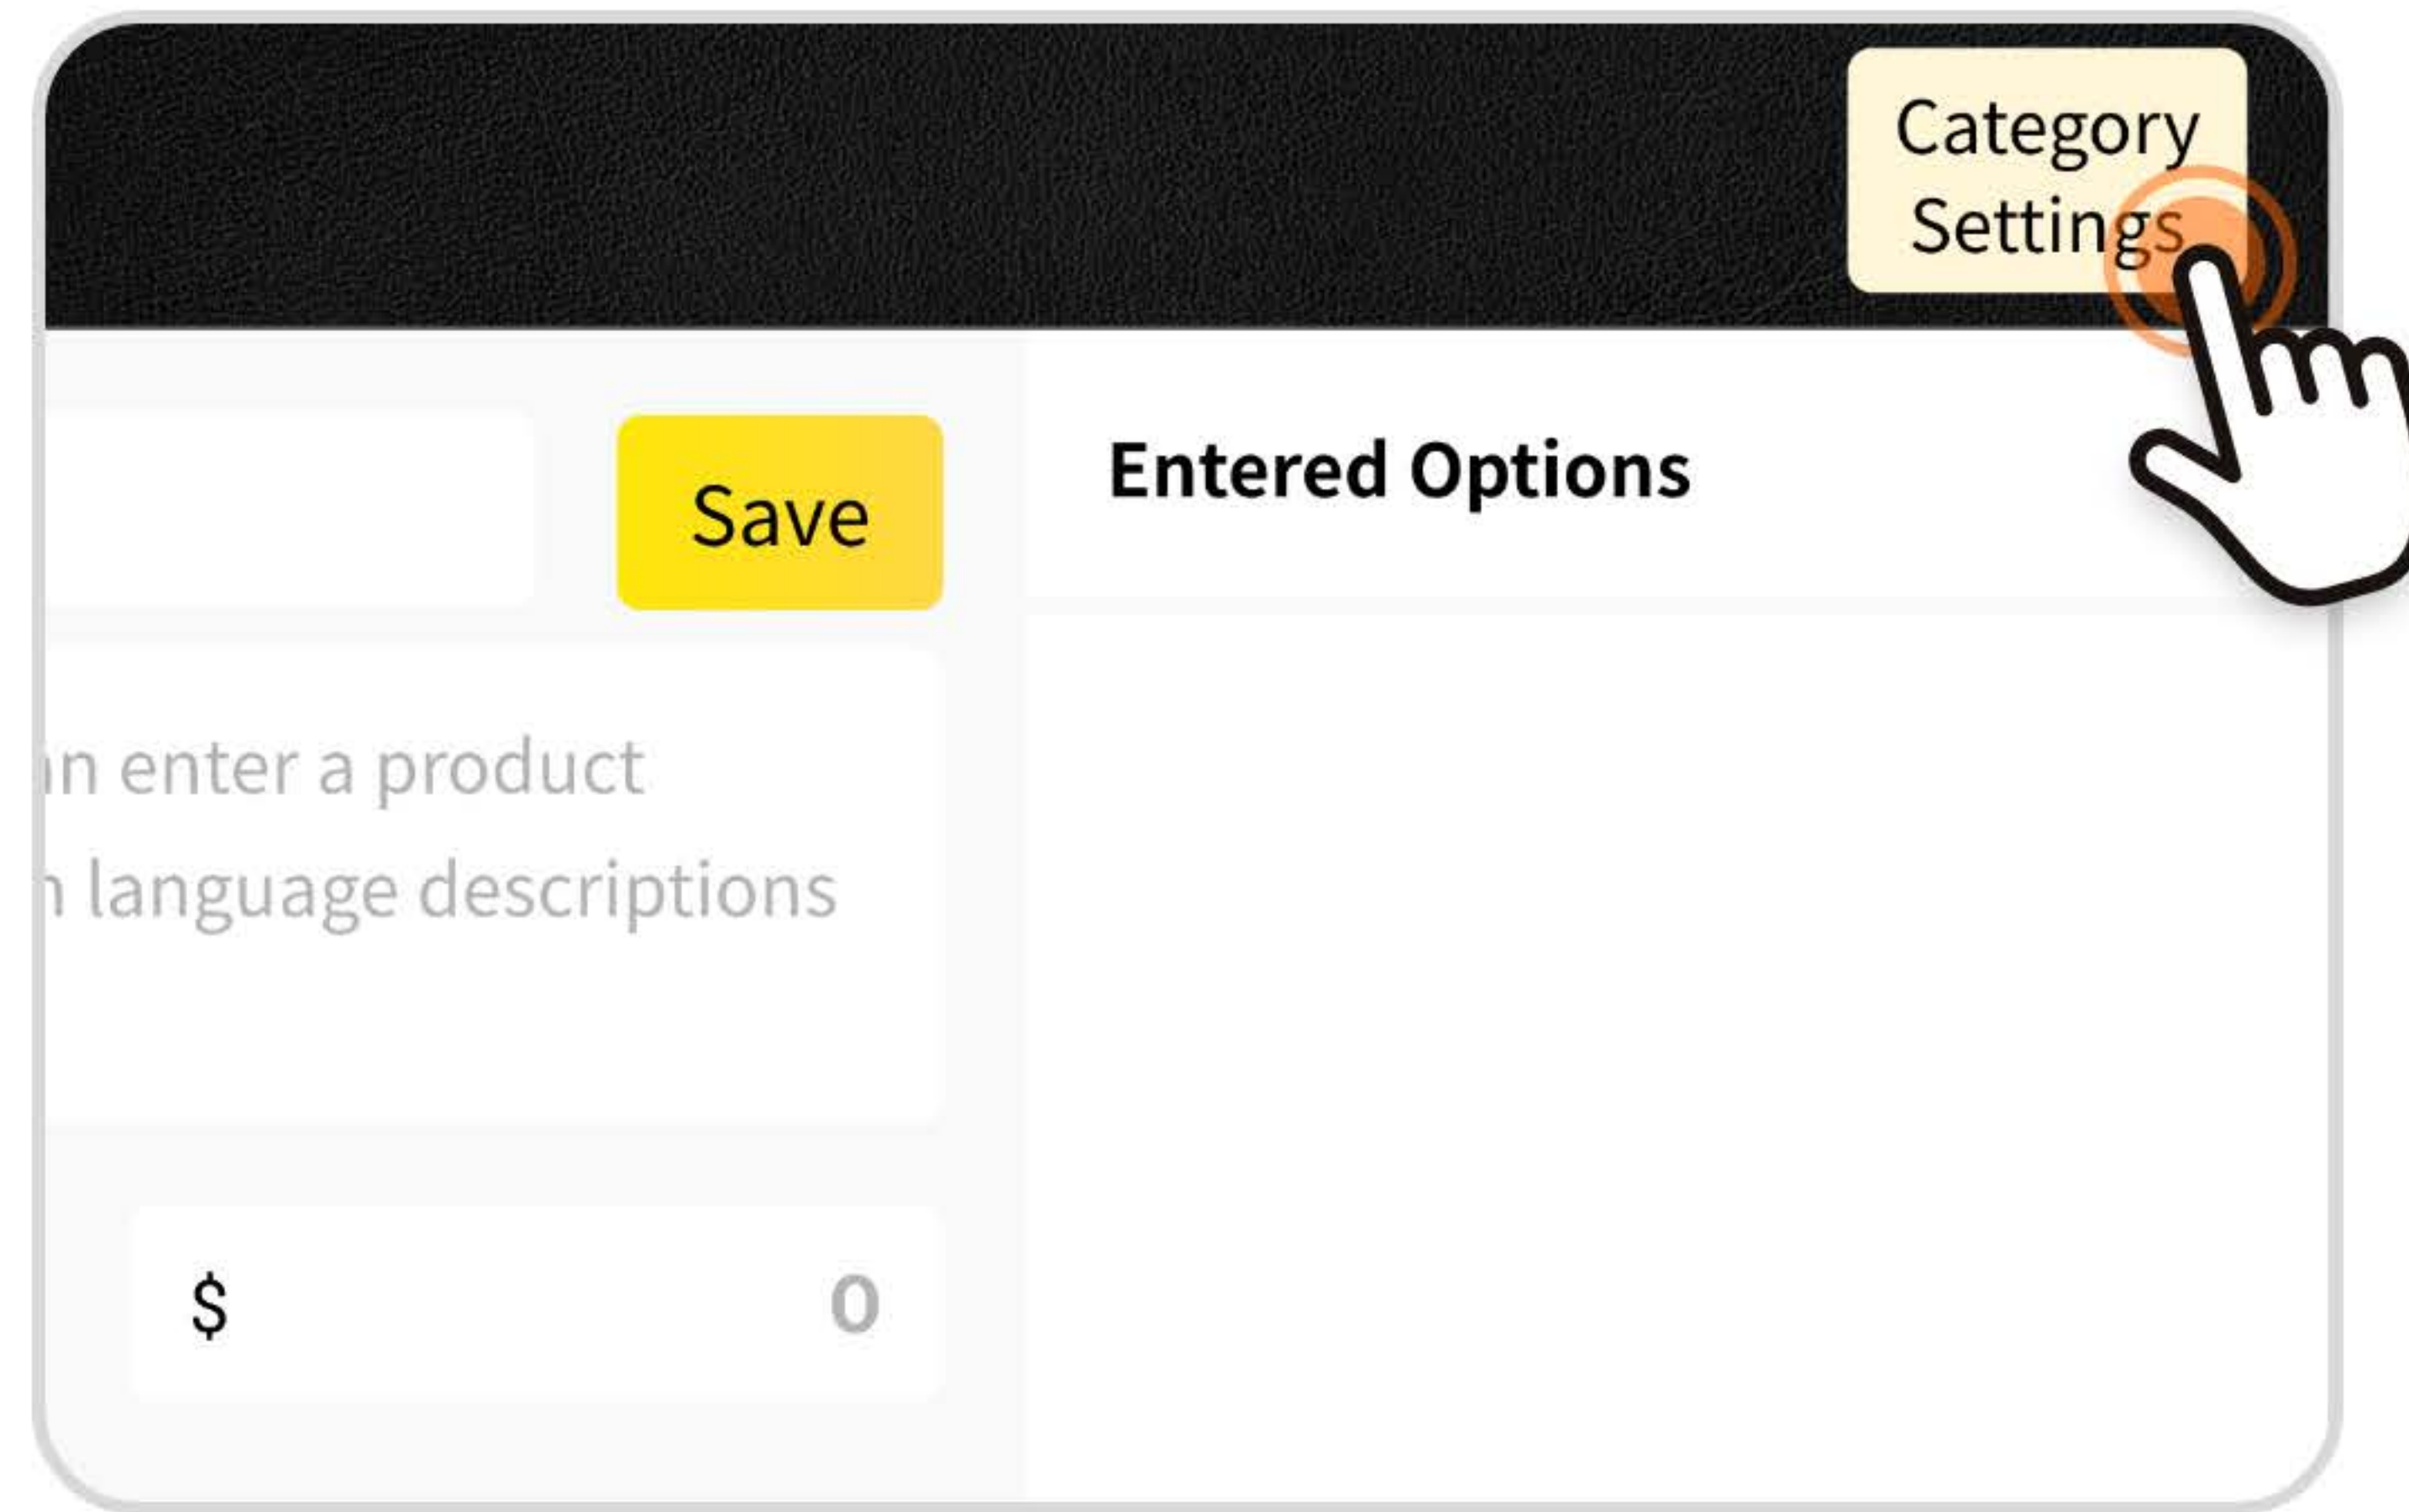 Category
Settings
Save
Entered Options
enter a product
language descriptions
$ 0